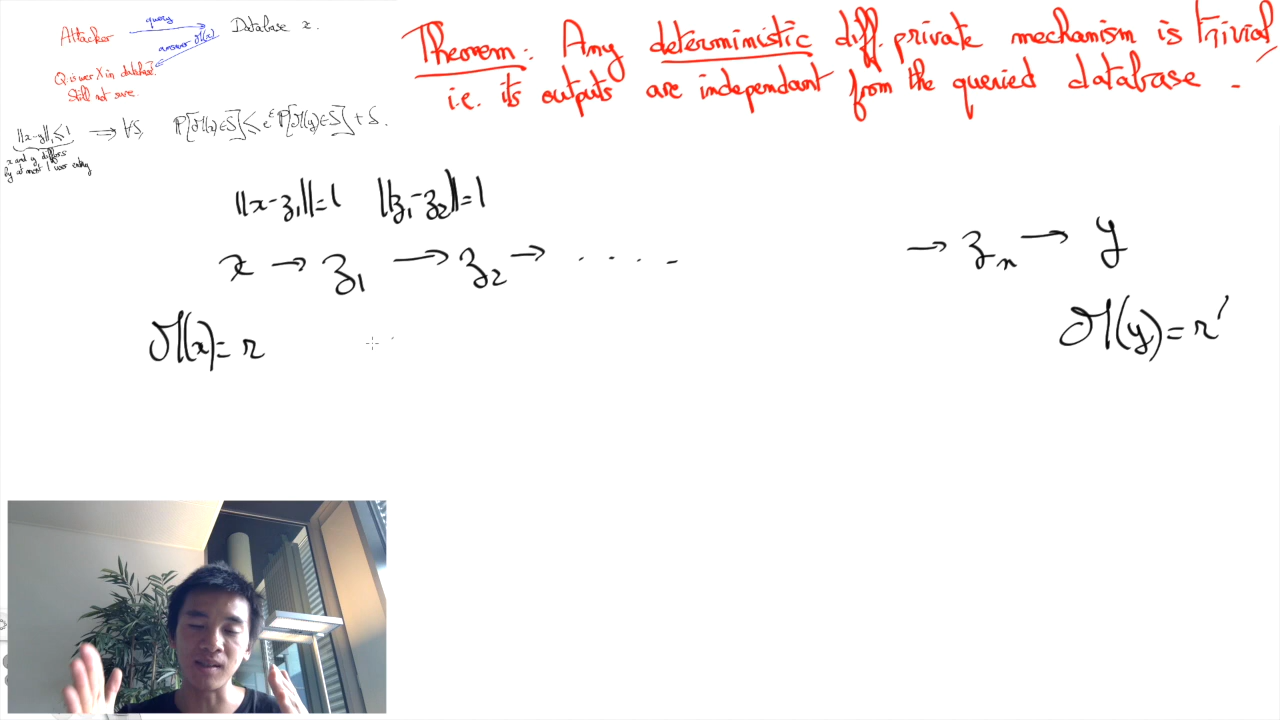 Attacker
query
Database x.
answer M(x)
Q: is user X in database?
Still not sure.
||x-y||₁ ≤ 1 ⟹ ∀S, P[M(x)∈S] ≤ e^ε P[M(y)∈S] + δ.
x and y differs
by at most 1 user entry
Theorem: Any deterministic diff. private mechanism is trivial,
i.e. its outputs are independant from the queried database.
||x-z₁||=1 ||z₁-z₂||=1
x → z₁ → z₂ → ..... → zₙ → y
M(x)= r
M(y)= r'